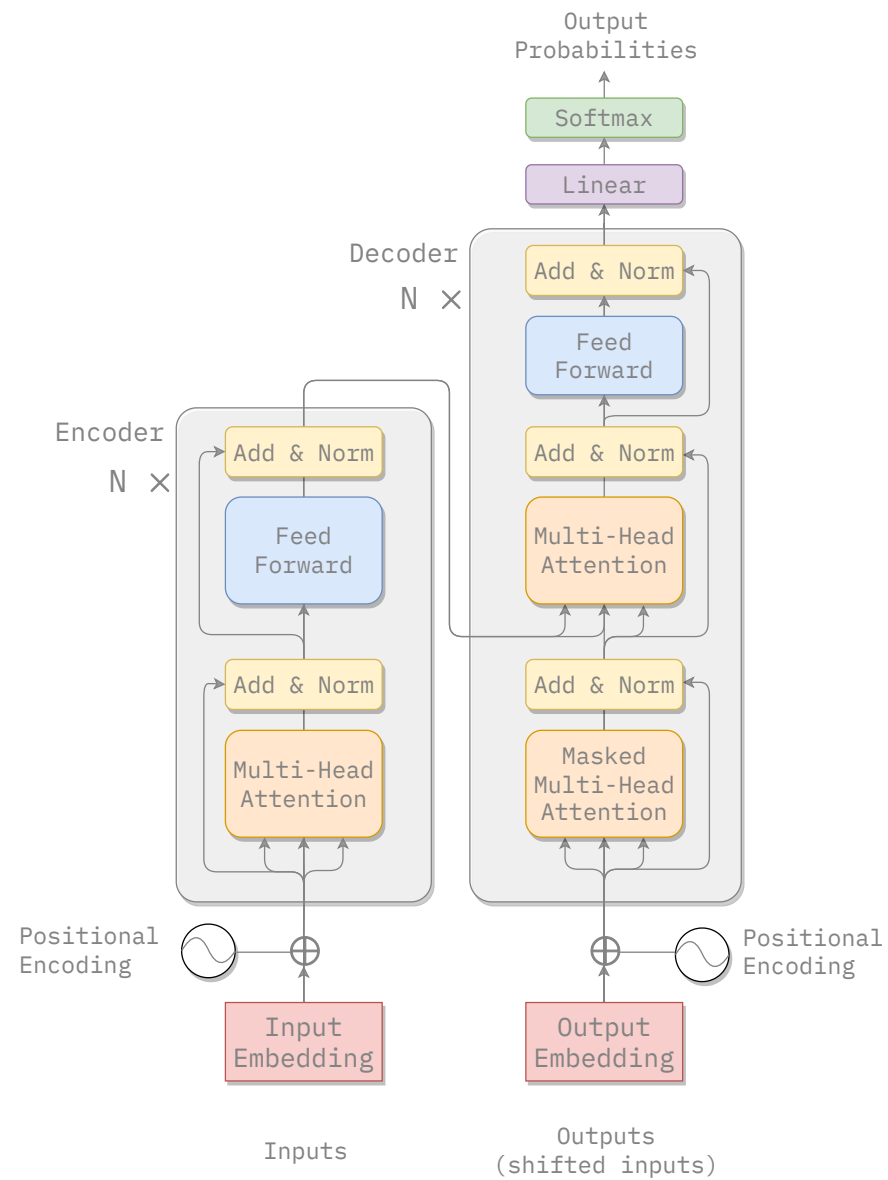 Output
Probabilities
Softmax
Linear
Decoder
N ×
Add & Norm
Feed
Forward
Add & Norm
Multi-Head
Attention
Add & Norm
Masked
Multi-Head
Attention
Encoder
N ×
Add & Norm
Feed
Forward
Add & Norm
Multi-Head
Attention
Positional
Encoding
Positional
Encoding
Input
Embedding
Output
Embedding
Inputs
Outputs
(shifted inputs)